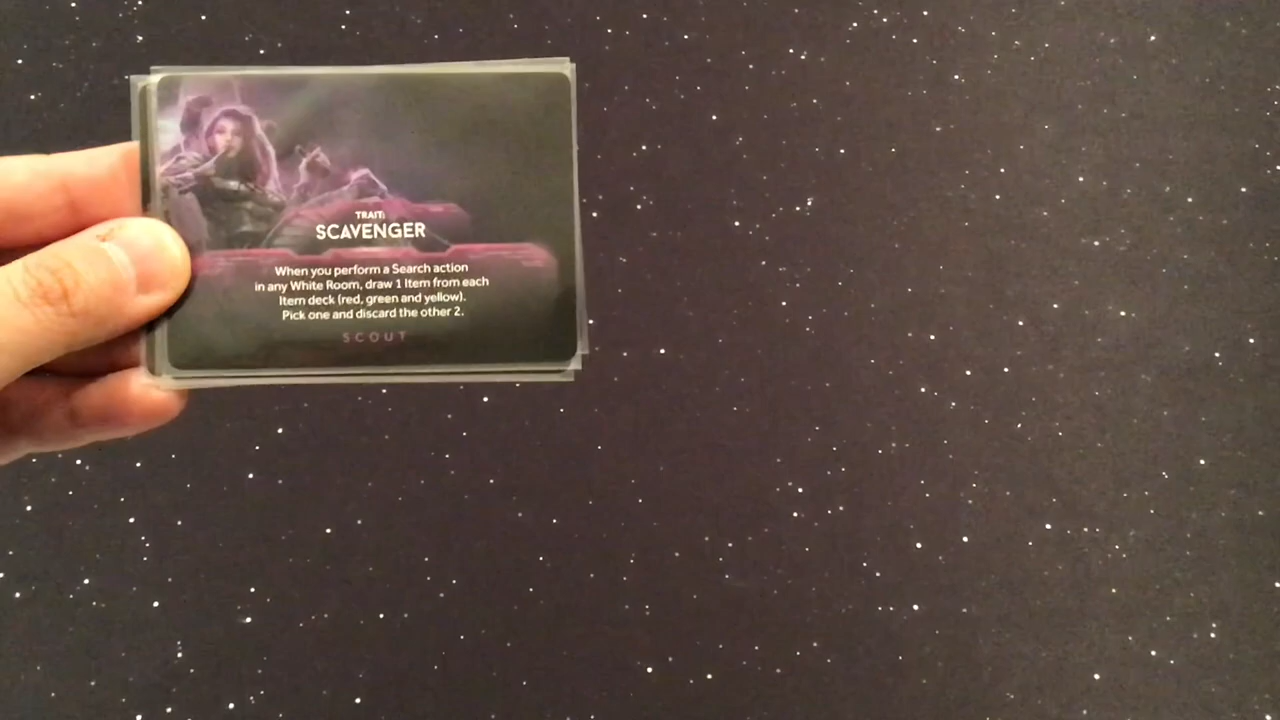 TRAIT:
SCAVENGER
When you perform a Search action
in any White Room, draw 1 Item from each
Item deck (red, green and yellow).
Pick one and discard the other 2.
SCOUT